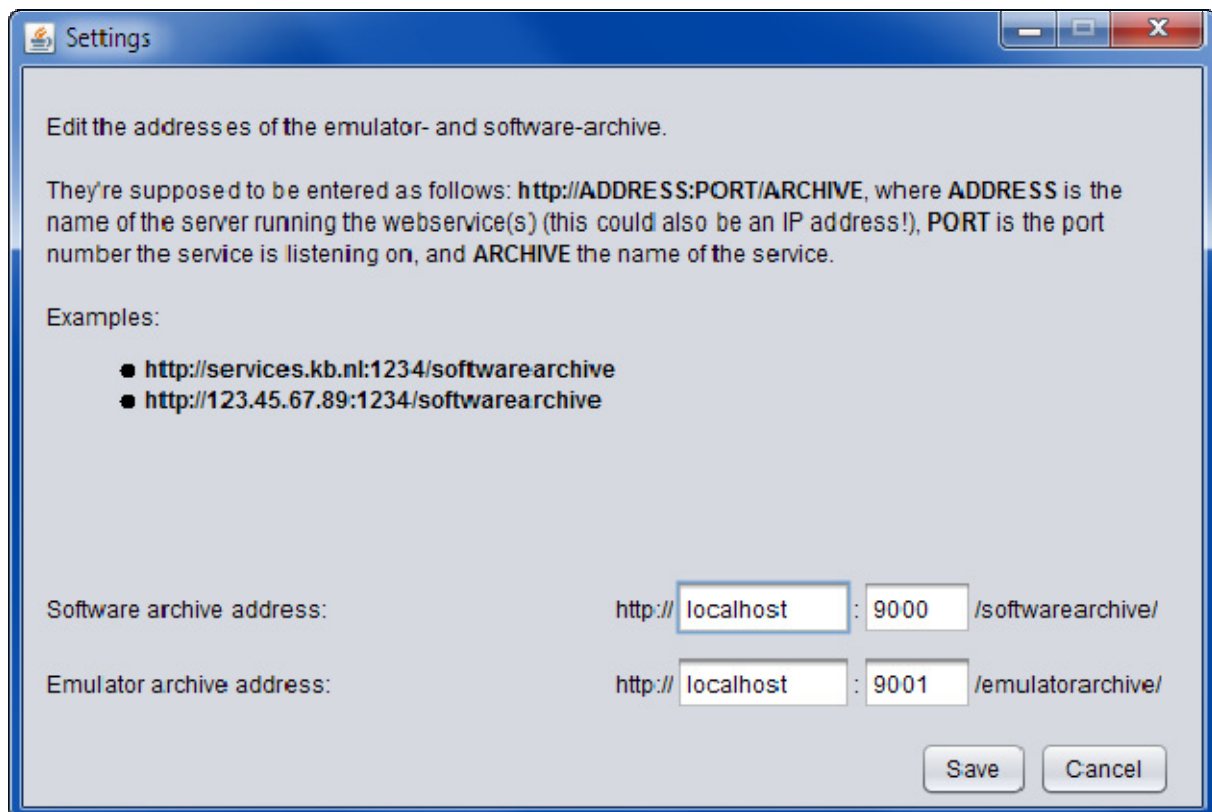 Settings
Edit the addresses of the emulator- and software-archive.
They're supposed to be entered as follows: http://ADDRESS:PORT/ARCHIVE, where ADDRESS is the
name of the server running the webservice(s) (this could also be an IP address!), PORT is the port
number the service is listening on, and ARCHIVE the name of the service.
Examples:
● http://services.kb.nl:1234/softwarearchive
● http://123.45.67.89:1234/softwarearchive
Software archive address: http:// localhost : 9000 /softwarearchive/
Emulator archive address: http:// localhost : 9001 /emulatorarchive/
Save Cancel